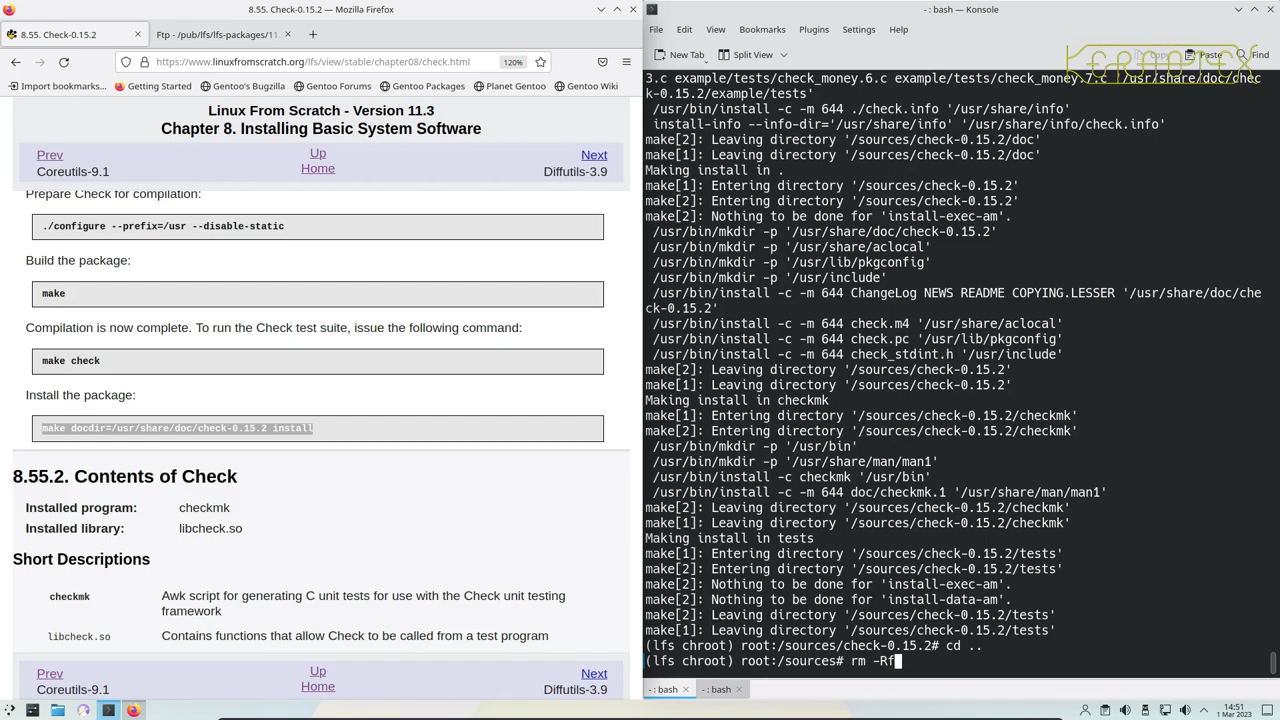 8.55. Check-0.15.2 — Mozilla Firefox
8.55. Check-0.15.2
Ftp - /pub/lfs/lfs-packages/11.
https://www.linuxfromscratch.org/lfs/view/stable/chapter08/check.html
120%
Import bookmarks...
Getting Started
Gentoo's Bugzilla
Gentoo Forums
Gentoo Packages
Planet Gentoo
Gentoo Wiki
Linux From Scratch - Version 11.3
Chapter 8. Installing Basic System Software
Prev
Up
Next
Coreutils-9.1
Home
Diffutils-3.9
Prepare Check for compilation:
./configure --prefix=/usr --disable-static
Build the package:
make
Compilation is now complete. To run the Check test suite, issue the following command:
make check
Install the package:
make docdir=/usr/share/doc/check-0.15.2 install
8.55.2. Contents of Check
Installed program: checkmk
Installed library: libcheck.so
Short Descriptions
checkmk
Awk script for generating C unit tests for use with the Check unit testing
framework
libcheck.so
Contains functions that allow Check to be called from a test program
Prev
Up
Next
Coreutils-9.1
Home
Diffutils-3.9
- : bash — Konsole
File Edit View Bookmarks Plugins Settings Help
New Tab
Split View
Copy
Paste
Find
3.c example/tests/check_money.6.c example/tests/check_money.7.c '/usr/share/doc/chec
k-0.15.2/example/tests'
/usr/bin/install -c -m 644 ./check.info '/usr/share/info'
install-info --info-dir='/usr/share/info' '/usr/share/info/check.info'
make[2]: Leaving directory '/sources/check-0.15.2/doc'
make[1]: Leaving directory '/sources/check-0.15.2/doc'
Making install in .
make[1]: Entering directory '/sources/check-0.15.2'
make[2]: Entering directory '/sources/check-0.15.2'
make[2]: Nothing to be done for 'install-exec-am'.
/usr/bin/mkdir -p '/usr/share/doc/check-0.15.2'
/usr/bin/mkdir -p '/usr/share/aclocal'
/usr/bin/mkdir -p '/usr/lib/pkgconfig'
/usr/bin/mkdir -p '/usr/include'
/usr/bin/install -c -m 644 ChangeLog NEWS README COPYING.LESSER '/usr/share/doc/che
ck-0.15.2'
/usr/bin/install -c -m 644 check.m4 '/usr/share/aclocal'
/usr/bin/install -c -m 644 check.pc '/usr/lib/pkgconfig'
/usr/bin/install -c -m 644 check_stdint.h '/usr/include'
make[2]: Leaving directory '/sources/check-0.15.2'
make[1]: Leaving directory '/sources/check-0.15.2'
Making install in checkmk
make[1]: Entering directory '/sources/check-0.15.2/checkmk'
make[2]: Entering directory '/sources/check-0.15.2/checkmk'
/usr/bin/mkdir -p '/usr/bin'
/usr/bin/mkdir -p '/usr/share/man/man1'
/usr/bin/install -c checkmk '/usr/bin'
/usr/bin/install -c -m 644 doc/checkmk.1 '/usr/share/man/man1'
make[2]: Leaving directory '/sources/check-0.15.2/checkmk'
make[1]: Leaving directory '/sources/check-0.15.2/checkmk'
Making install in tests
make[1]: Entering directory '/sources/check-0.15.2/tests'
make[2]: Entering directory '/sources/check-0.15.2/tests'
make[2]: Nothing to be done for 'install-exec-am'.
make[2]: Nothing to be done for 'install-data-am'.
make[2]: Leaving directory '/sources/check-0.15.2/tests'
make[1]: Leaving directory '/sources/check-0.15.2/tests'
(lfs chroot) root:/sources/check-0.15.2# cd ..
(lfs chroot) root:/sources# rm -Rf
- : bash
- : bash
14:51
1 Mar 2023